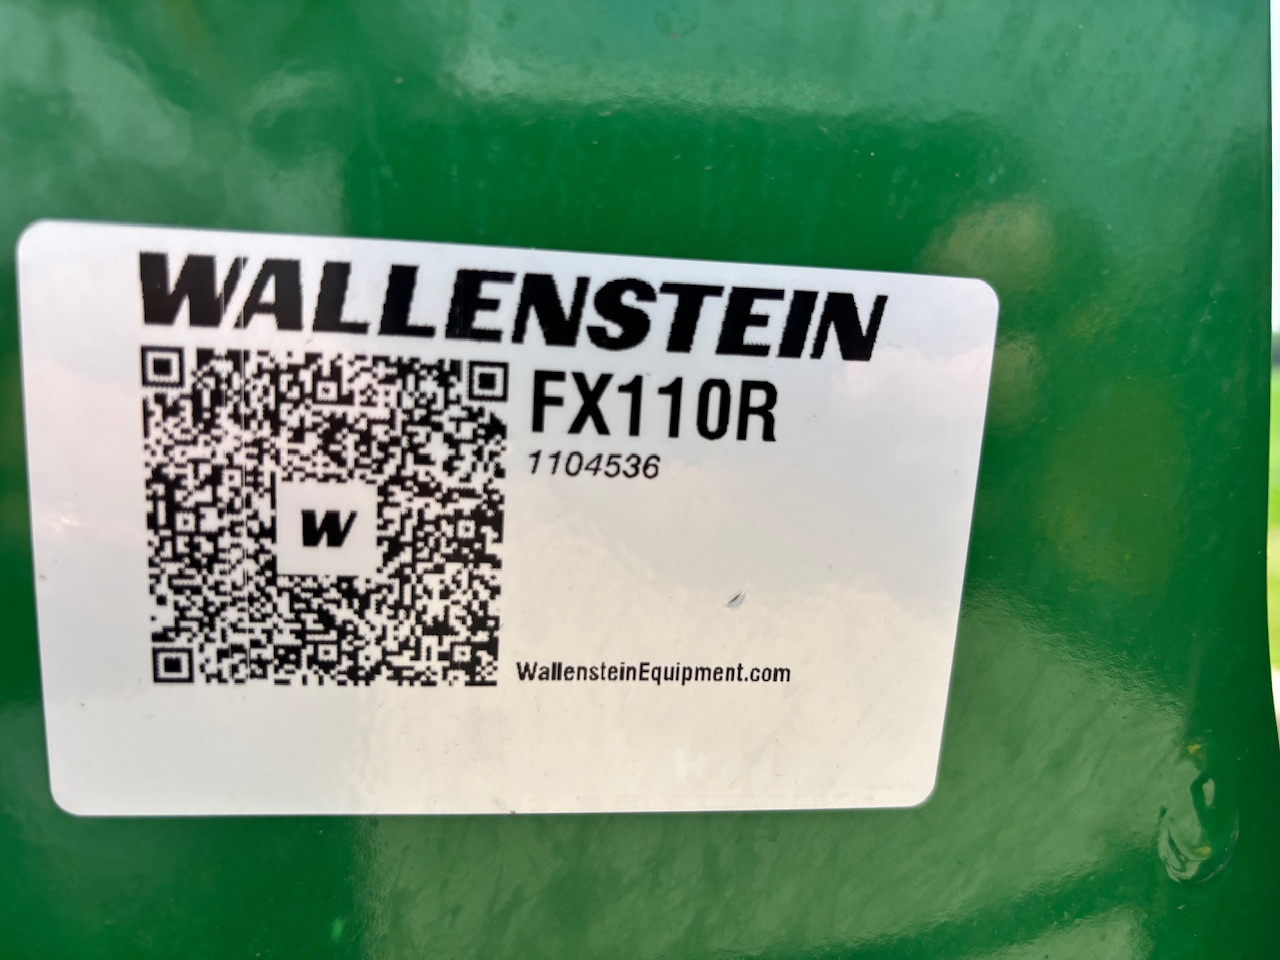 WALLENSTEIN
FX110R
1104536
W
WallensteinEquipment.com